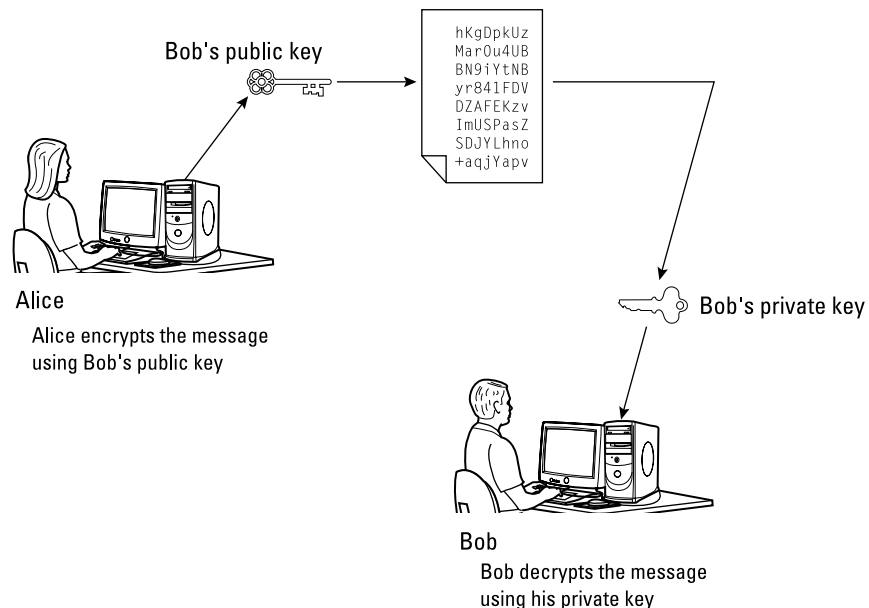 Bob's public key
hKgDpkUz
MarOu4UB
BN9iYtNB
yr841FDV
DZAFEKzv
ImUSPasZ
SDJYLhno
+aqjYapv
Alice
Alice encrypts the message
using Bob's public key
Bob's private key
Bob
Bob decrypts the message
using his private key